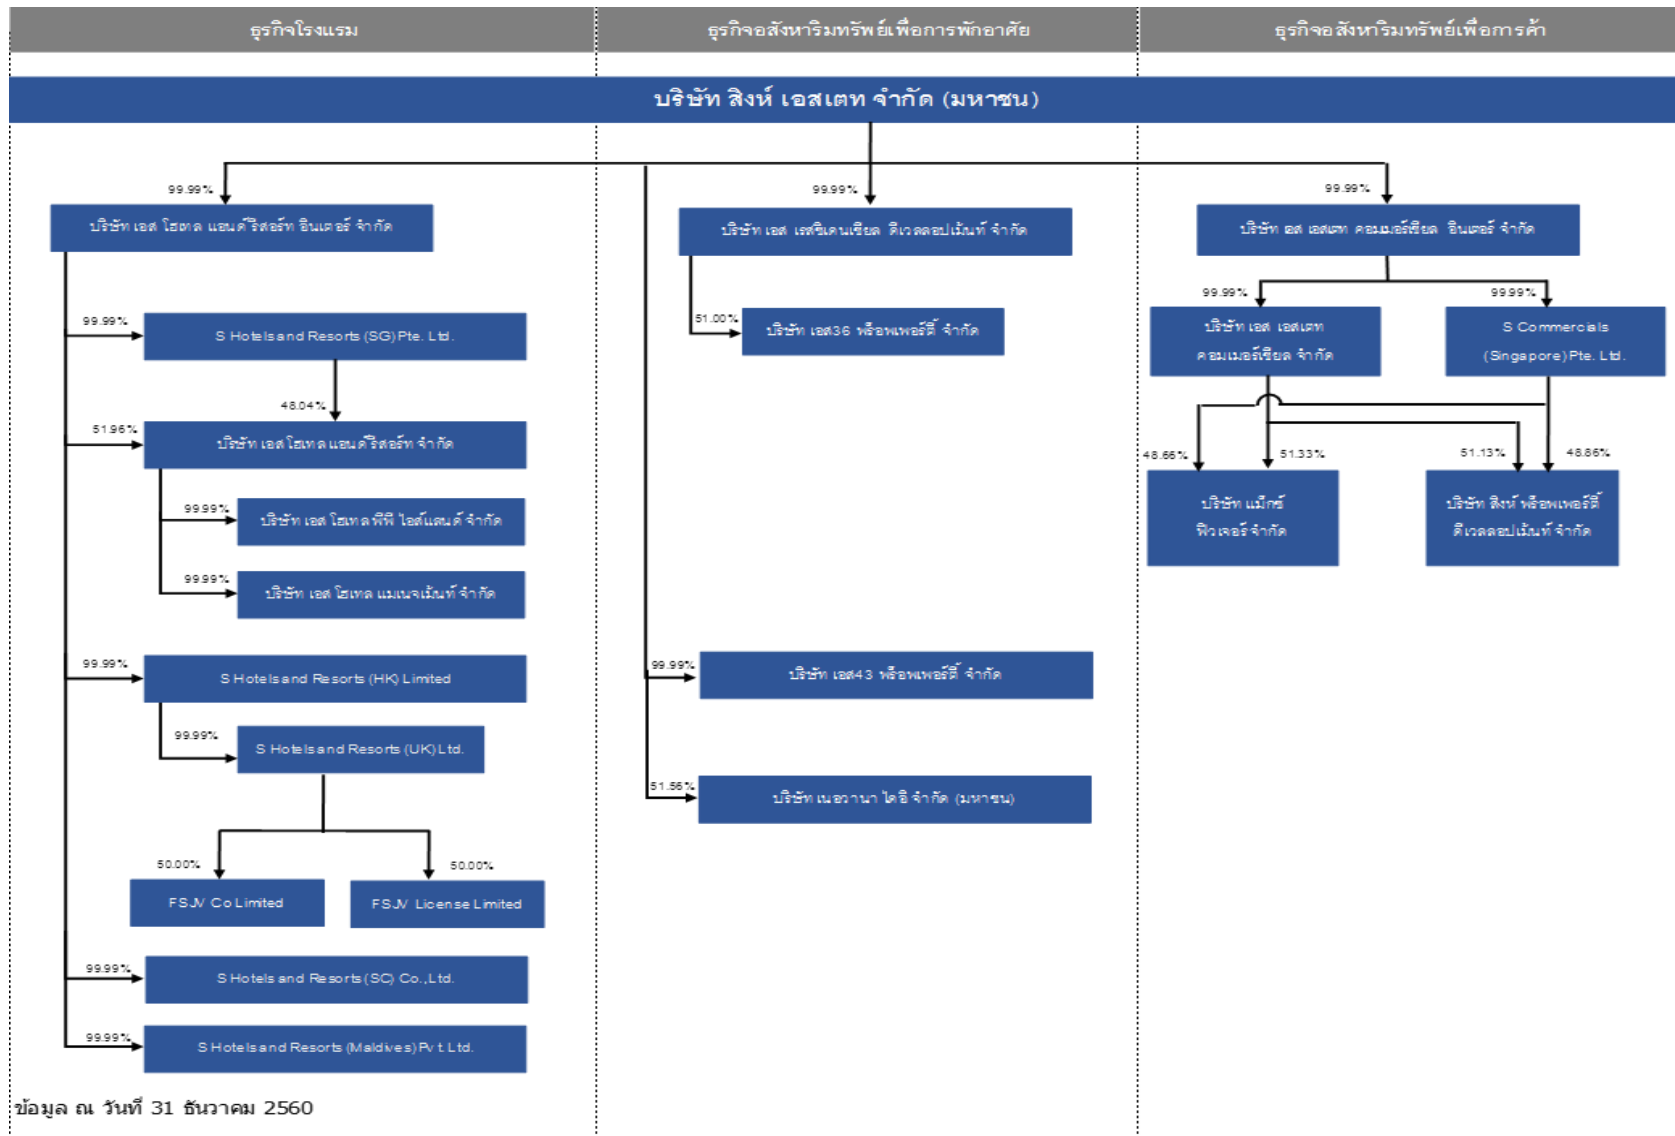 ธุรกิจโรงแรม
ธุรกิจอสังหาริมทรัพย์เพื่อการพักอาศัย
ธุรกิจอสังหาริมทรัพย์เพื่อการค้า
บริษัท สิงห์ เอสเตท จำกัด (มหาชน)
99.99%
บริษัท เอส โฮเทล แอนด์ รีสอร์ท อินเตอร์ จำกัด
99.99%
S Hotels and Resorts (SG) Pte. Ltd.
48.04%
51.96%
บริษัท เอส โฮเทล แอนด์ รีสอร์ท จำกัด
99.99%
บริษัท เอส โฮเทล พีพี ไอส์แลนด์ จำกัด
99.99%
บริษัท เอส โฮเทล แมเนจเม้นท์ จำกัด
99.99%
S Hotels and Resorts (HK) Limited
99.99%
S Hotels and Resorts (UK) Ltd.
50.00%
50.00%
FSJV Co Limited
FSJV License Limited
99.99%
S Hotels and Resorts (SC) Co., Ltd.
99.99%
S Hotels and Resorts (Maldives) Pvt. Ltd.
99.99%
บริษัท เอส เรสซิเดนเชียล ดีเวลลอปเม้นท์ จำกัด
51.00%
บริษัท เอส36 พร็อพเพอร์ตี้ จำกัด
99.99%
บริษัท เอส43 พร็อพเพอร์ตี้ จำกัด
51.56%
บริษัท เนอวานา ไดอิ จำกัด (มหาชน)
99.99%
บริษัท เอส เอสเตท คอมเมอร์เชียล อินเตอร์ จำกัด
99.99%
99.99%
บริษัท เอส เอสเตท
คอมเมอร์เชียล จำกัด
S Commercials
(Singapore) Pte. Ltd.
48.66%
51.33%
51.13%
48.86%
บริษัท แม็กซ์
ฟิวเจอร์ จำกัด
บริษัท สิงห์ พร็อพเพอร์ตี้
ดีเวลลอปเม้นท์ จำกัด
ข้อมูล ณ วันที่ 31 ธันวาคม 2560